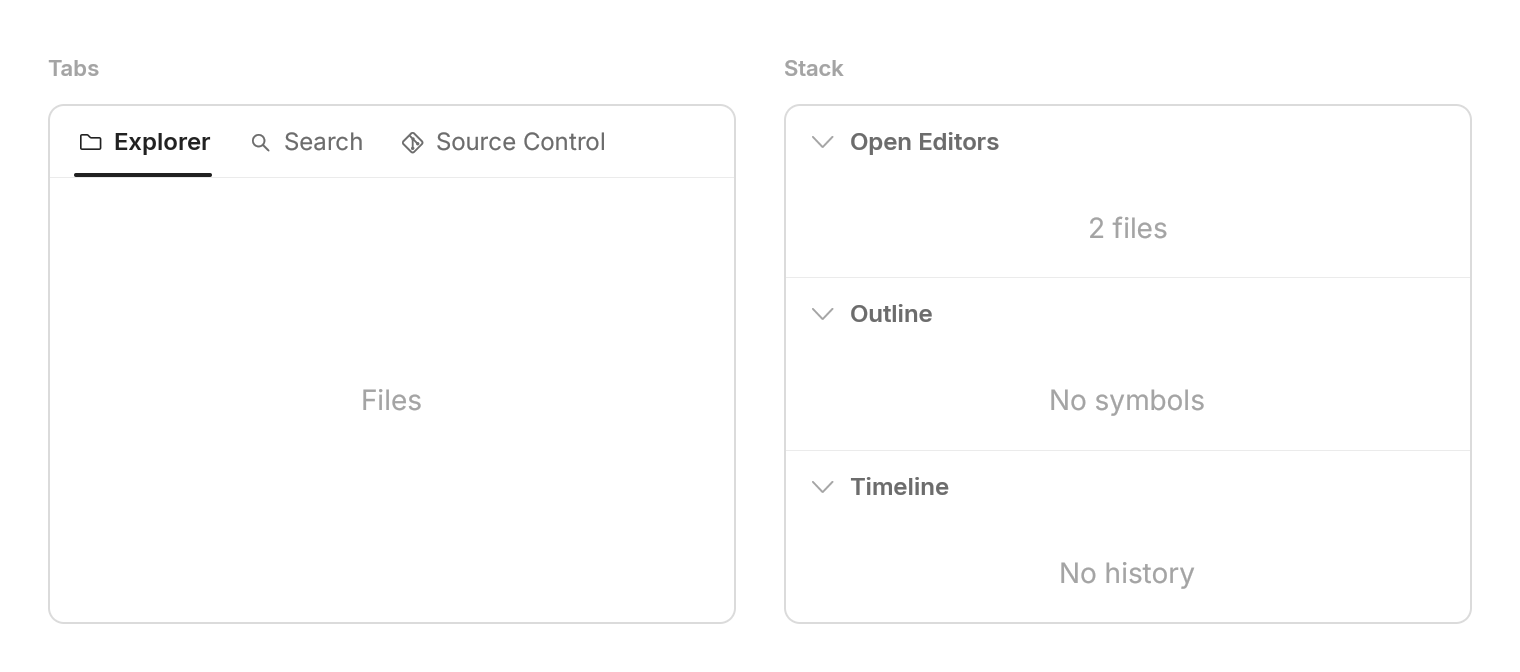 Tabs
Explorer
Search
Source Control
Files
Stack
Open Editors
2 files
Outline
No symbols
Timeline
No history